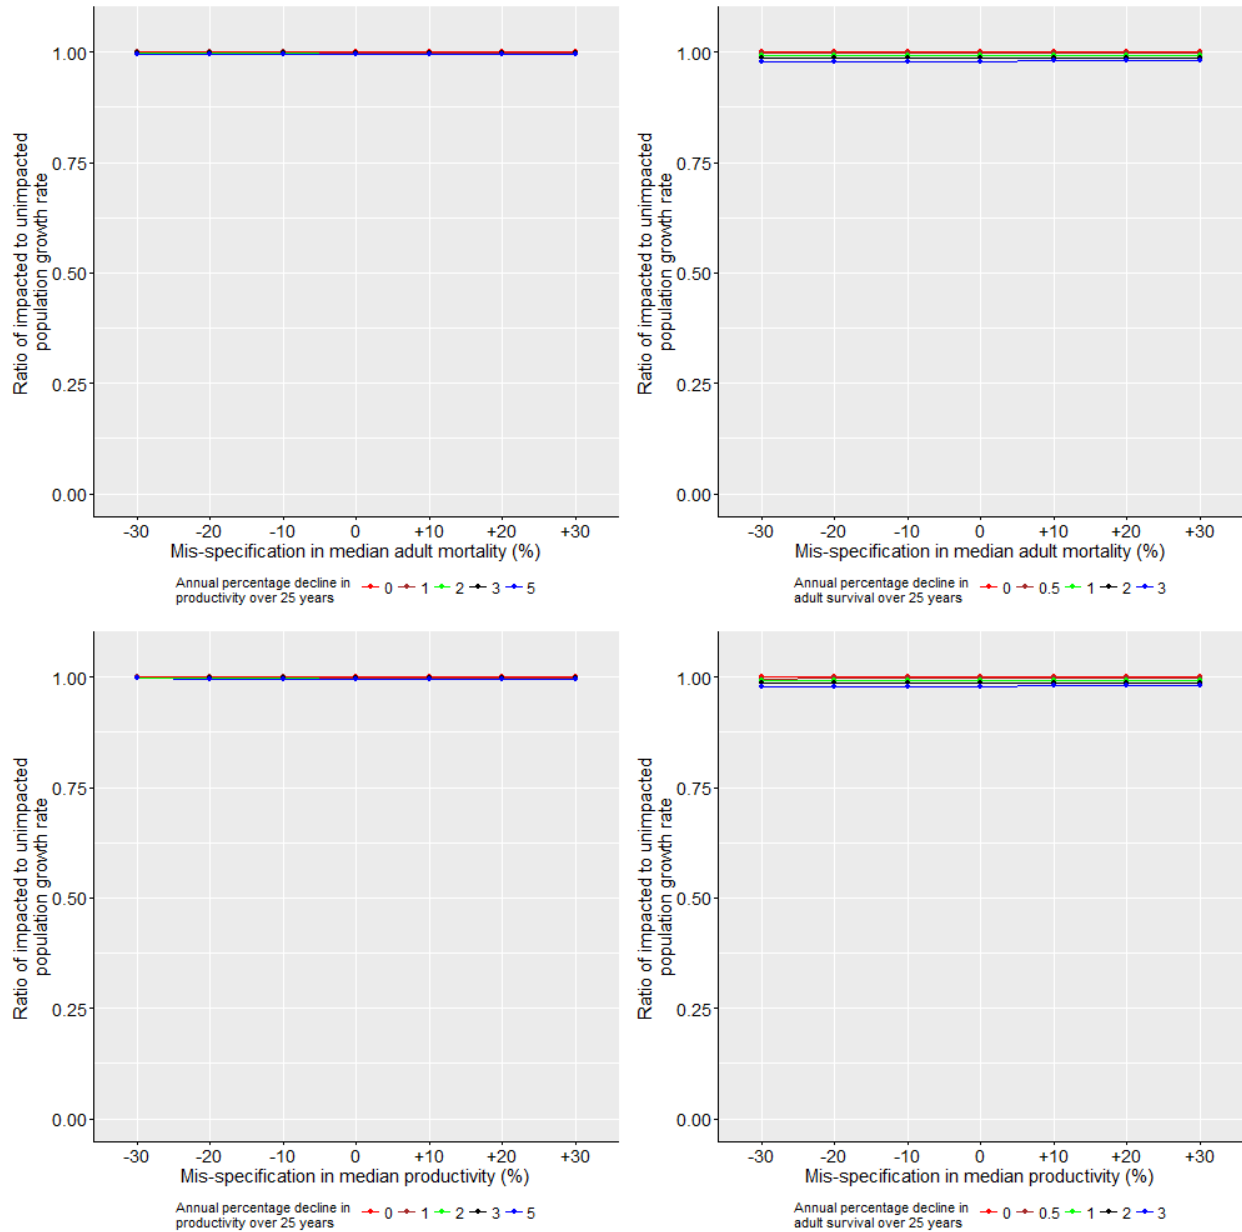 Ratio of impacted to unimpacted
population growth rate
1.00
0.75
0.50
0.25
0.00
-30 -20 -10 0 +10 +20 +30
Mis-specification in median adult mortality (%)
Annual percentage decline in
productivity over 25 years
0 1 2 3 5
Ratio of impacted to unimpacted
population growth rate
1.00
0.75
0.50
0.25
0.00
-30 -20 -10 0 +10 +20 +30
Mis-specification in median adult mortality (%)
Annual percentage decline in
adult survival over 25 years
0 0.5 1 2 3
Ratio of impacted to unimpacted
population growth rate
1.00
0.75
0.50
0.25
0.00
-30 -20 -10 0 +10 +20 +30
Mis-specification in median productivity (%)
Annual percentage decline in
productivity over 25 years
0 1 2 3 5
Ratio of impacted to unimpacted
population growth rate
1.00
0.75
0.50
0.25
0.00
-30 -20 -10 0 +10 +20 +30
Mis-specification in median productivity (%)
Annual percentage decline in
adult survival over 25 years
0 0.5 1 2 3